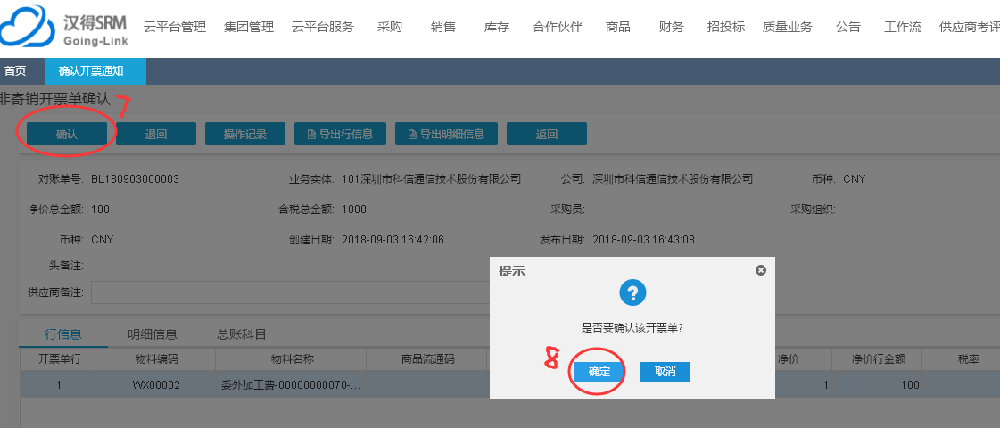 汉得SRM
Going-Link
云平台管理 集团管理 云平台服务 采购 销售 库存 合作伙伴 商品 财务 招投标 质量业务 公告 工作流 供应商考评
首页 确认开票通知
非寄销开票单确认 7
确认 退回 操作记录 导出行信息 导出明细信息 返回
对账单号: BL180903000003 业务实体: 101深圳市科信通信技术股份有限公司 公司: 深圳市科信通信技术股份有限公司 币种: CNY
净价总金额: 100 含税总金额: 1000 采购员: 采购组织:
币种: CNY 创建日期: 2018-09-03 16:42:06 发布日期: 2018-09-03 16:43:08
头备注:
供应商备注:
提示
?
是否要确认该开票单?
8 确定 取消
行信息 明细信息 总账科目
开票单行 物料编码 物料名称 商品流通码 净价 净价行金额 税率
1 WX00002 委外加工费-00000000070-... 1 100